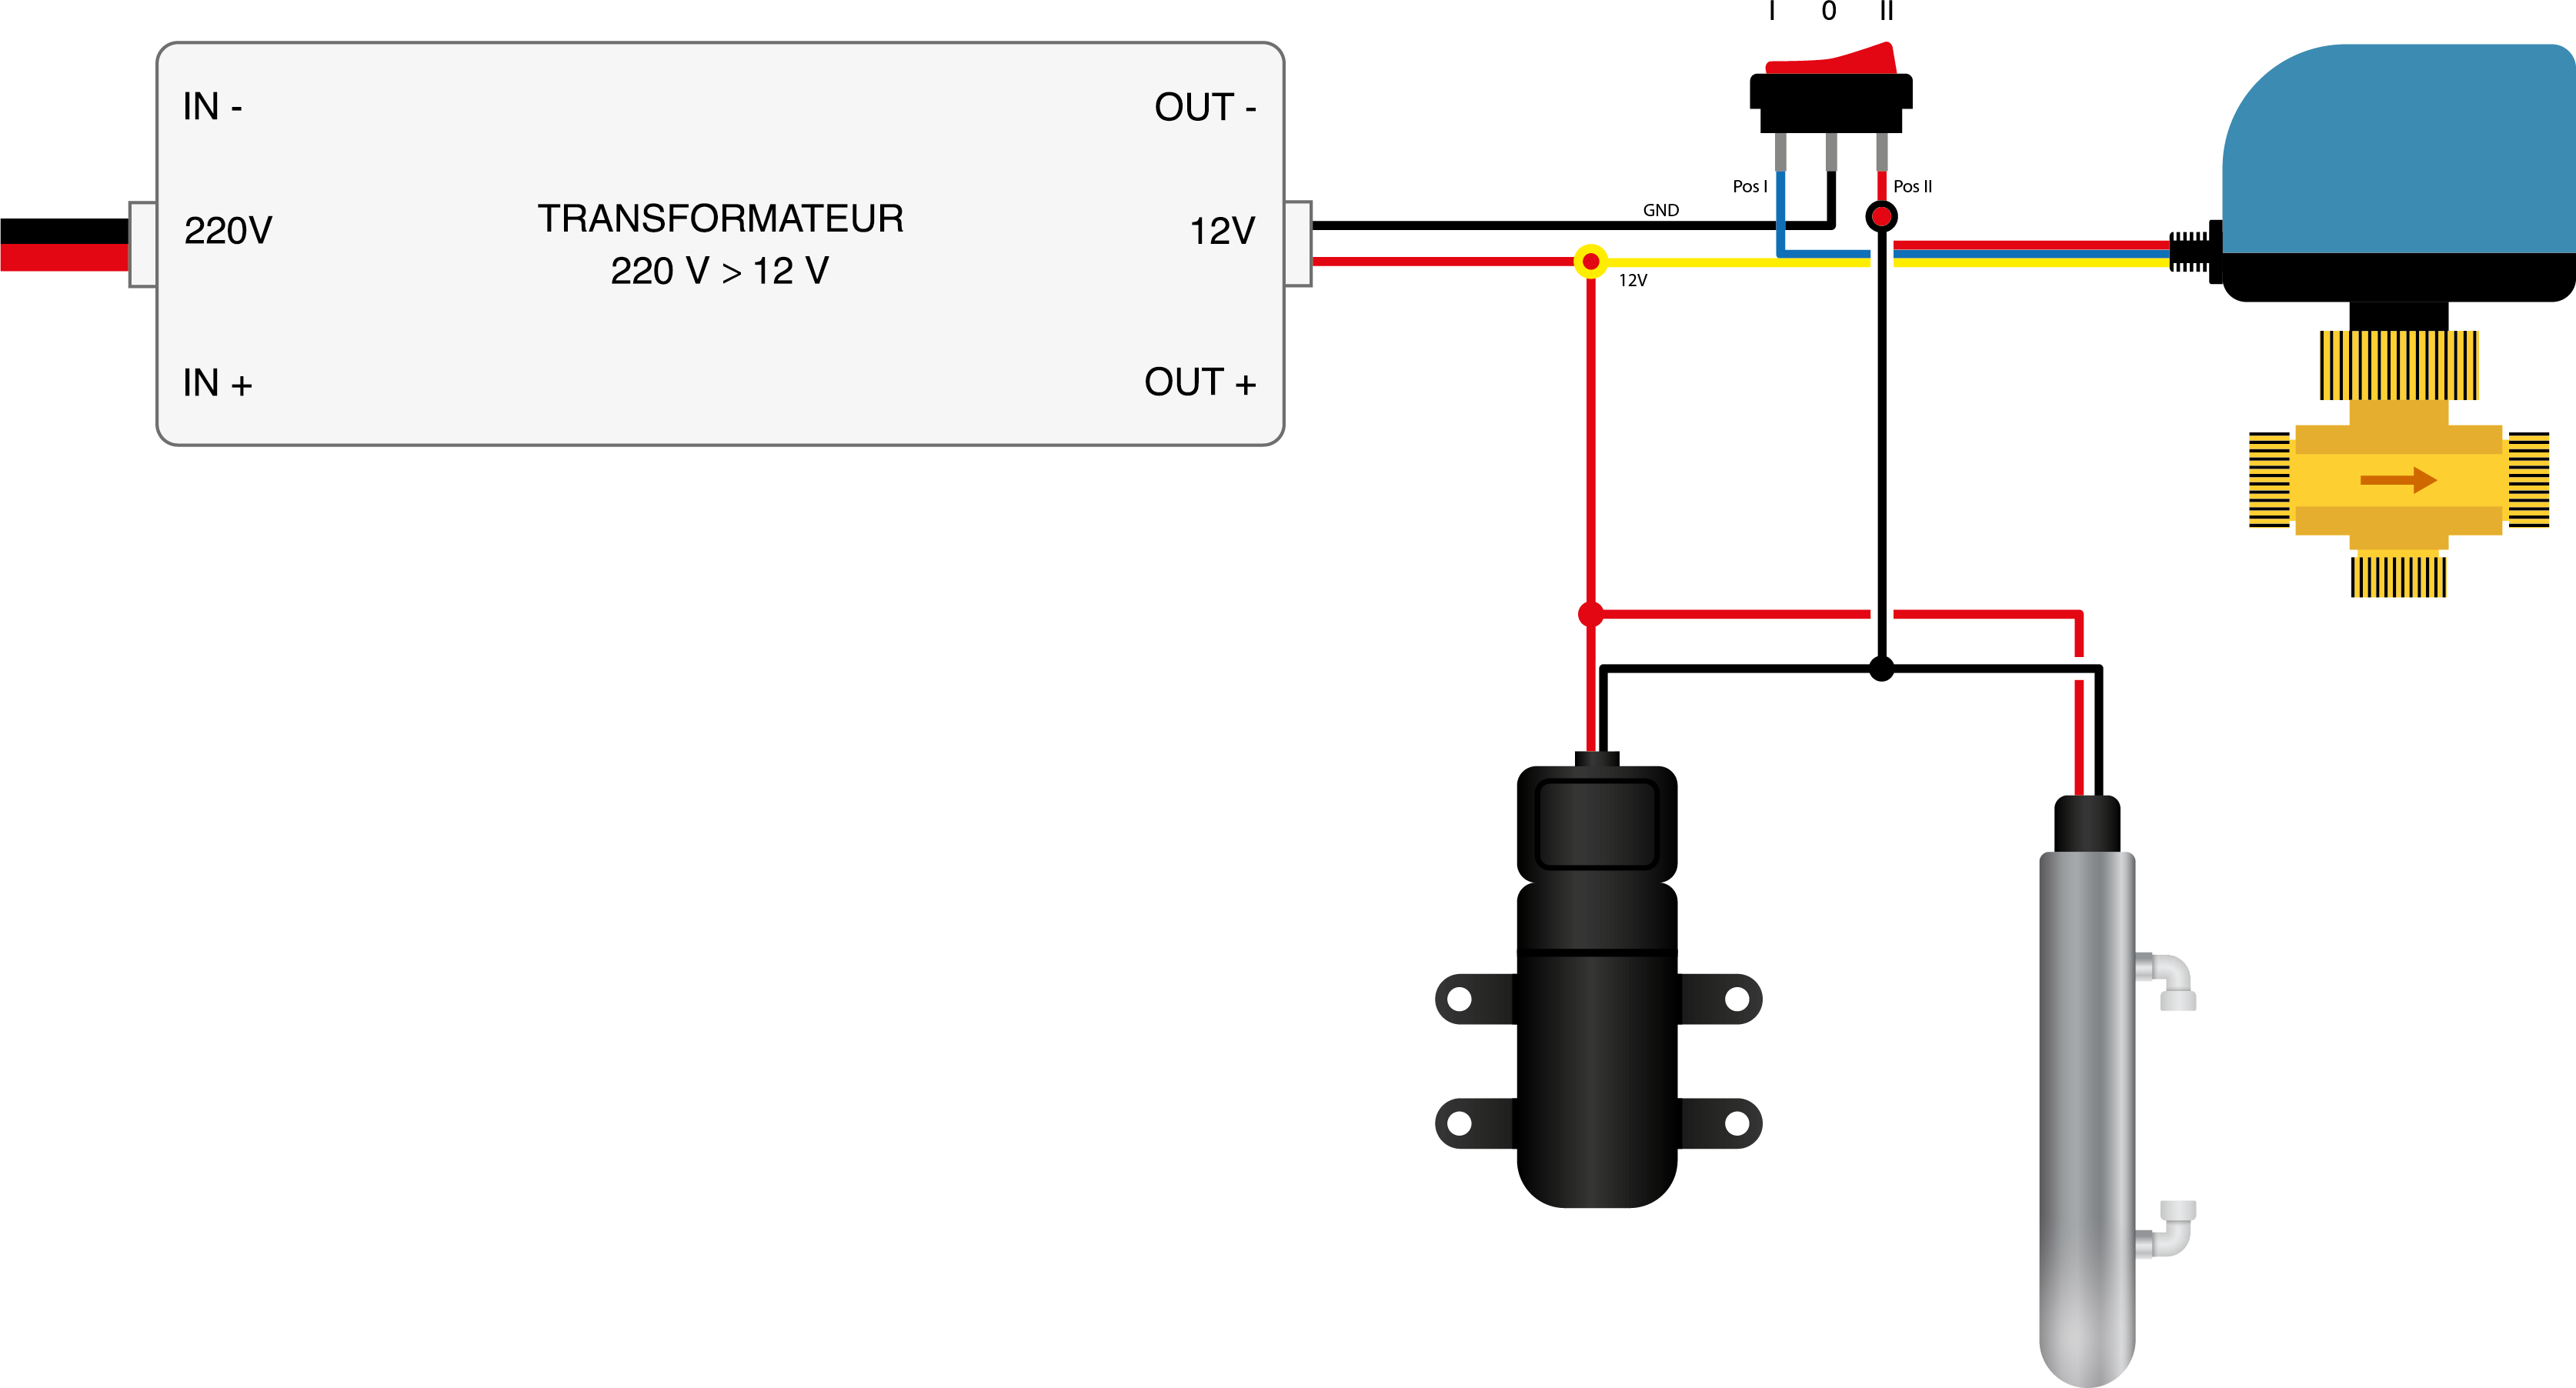 I 0 II
IN -
OUT -
Pos I
Pos II
GND
220V
TRANSFORMATEUR
12V
220 V > 12 V
12V
IN +
OUT +